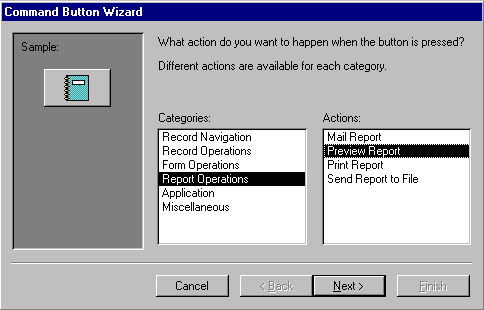 Command Button Wizard
Sample:
What action do you want to happen when the button is pressed?
Different actions are available for each category.
Categories:
Record Navigation
Record Operations
Form Operations
Report Operations
Application
Miscellaneous
Actions:
Mail Report
Preview Report
Print Report
Send Report to File
Cancel
< Back
Next >
Finish